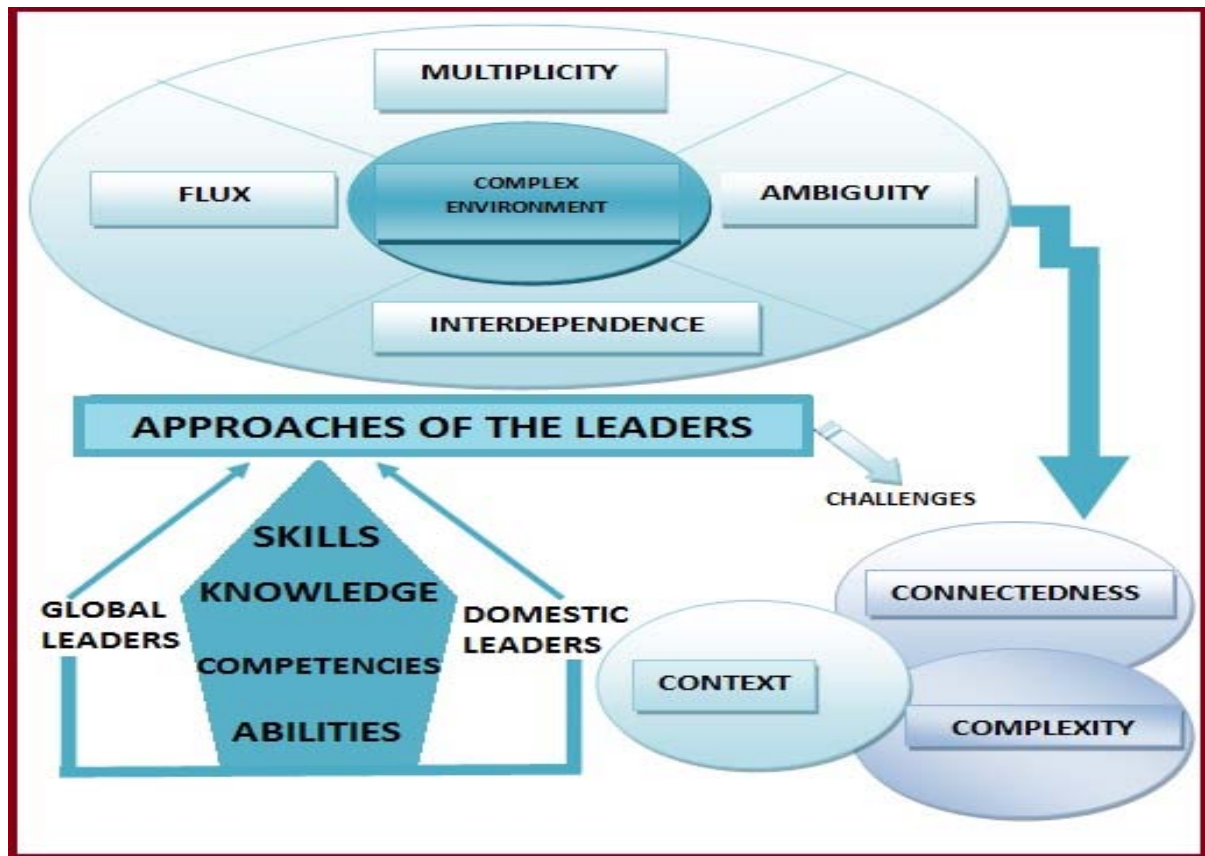 MULTIPLICITY
FLUX
COMPLEX
ENVIRONMENT
AMBIGUITY
INTERDEPENDENCE
APPROACHES OF THE LEADERS
CHALLENGES
SKILLS
KNOWLEDGE
COMPETENCIES
ABILITIES
GLOBAL
LEADERS
DOMESTIC
LEADERS
CONNECTEDNESS
CONTEXT
COMPLEXITY